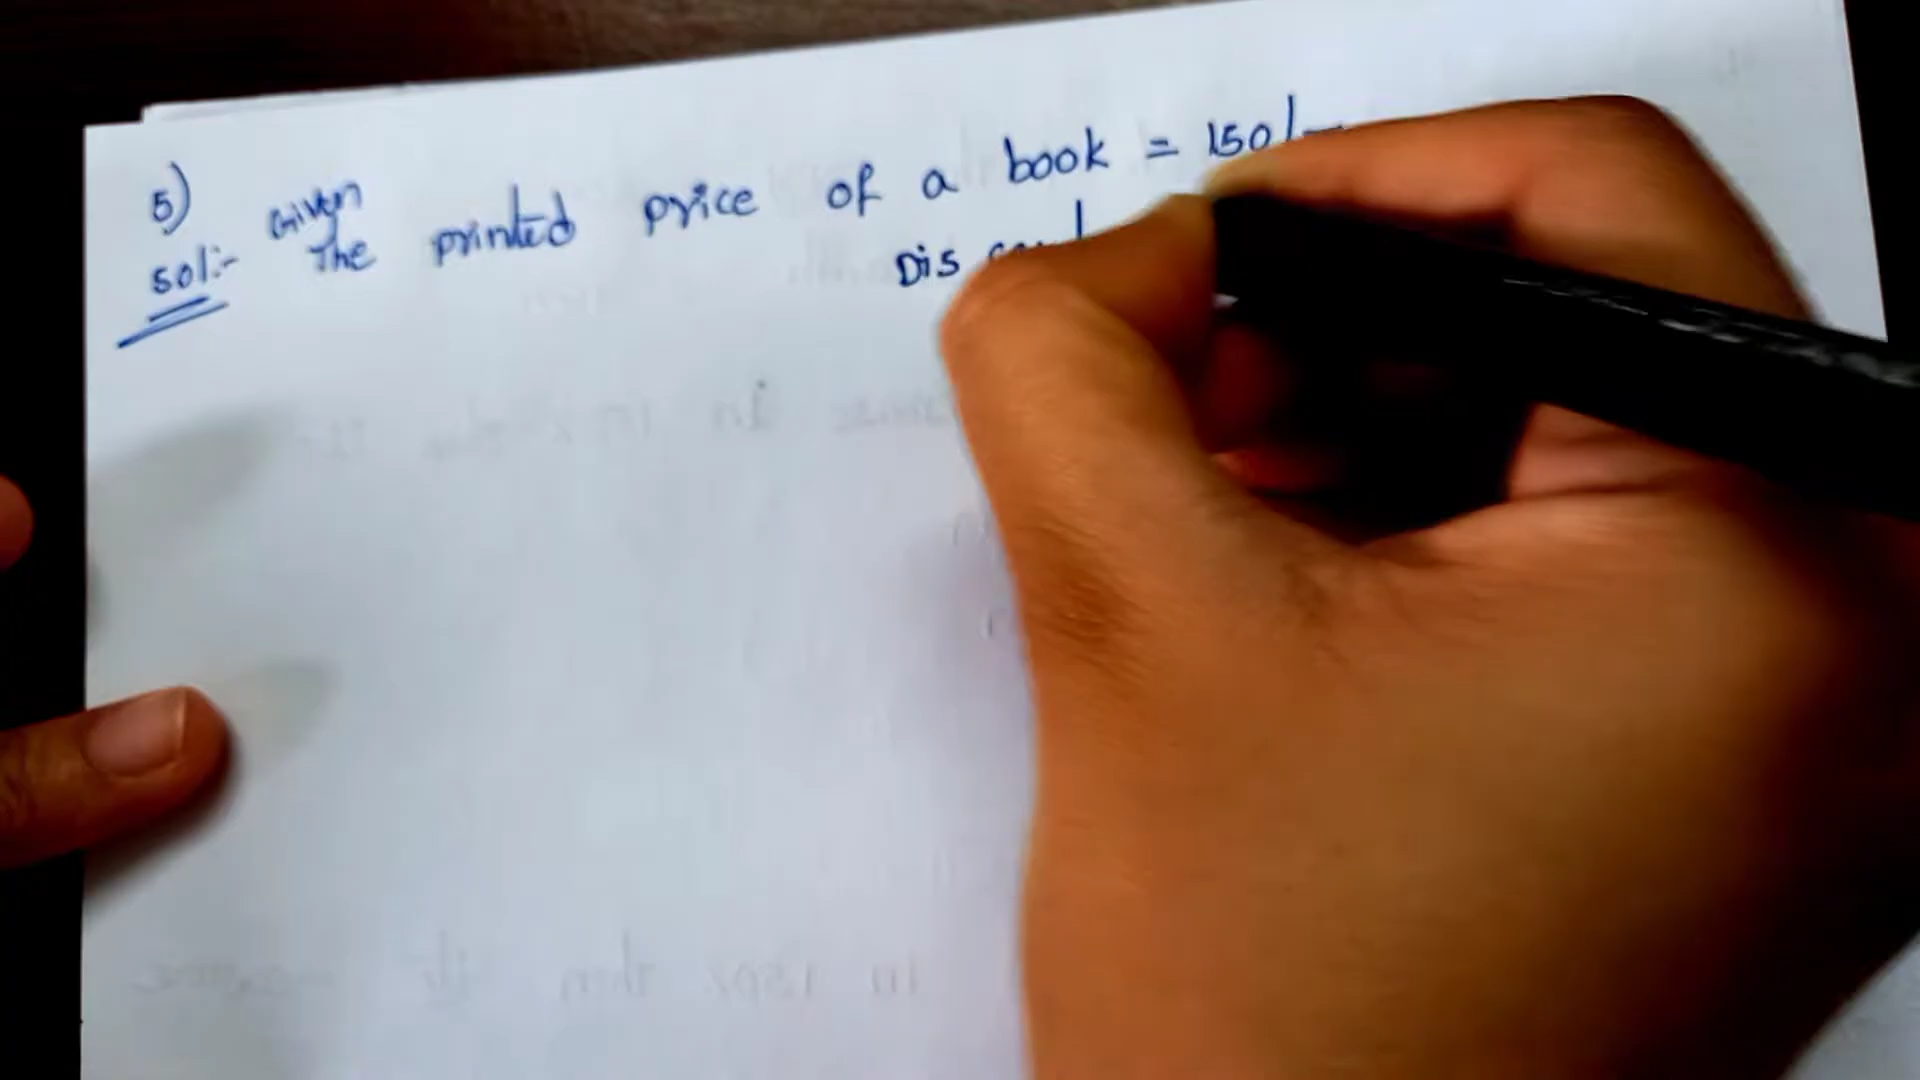 5)
sol:- Given
The printed price of a book = 150/-
Dis